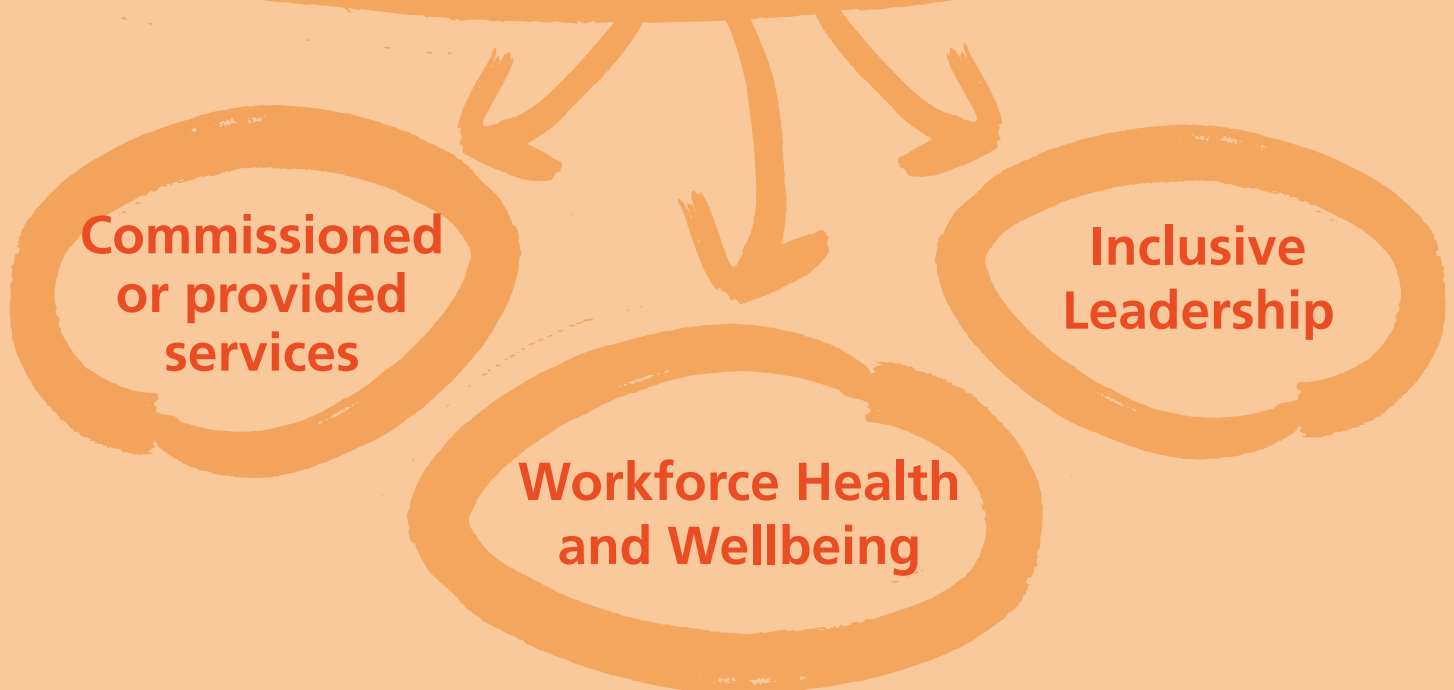 Commissioned
or provided
services
Workforce Health
and Wellbeing
Inclusive
Leadership